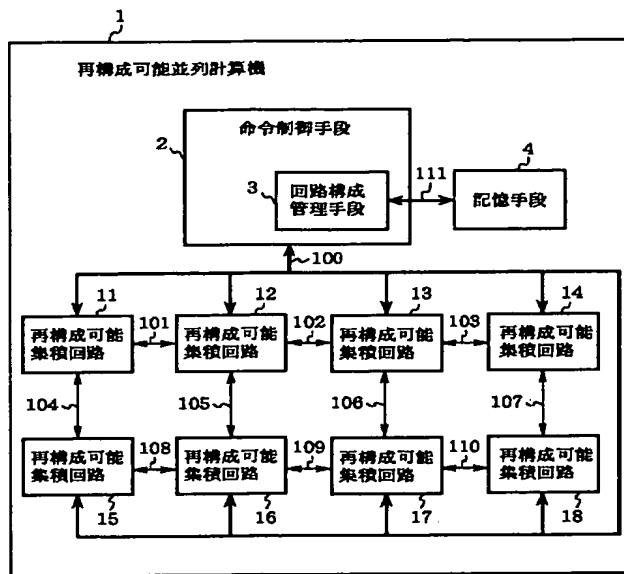 1
再構成可能並列計算機
命令制御手段
2
3
回路構成
管理手段
111
4
記憶手段
100
11
12
13
14
再構成可能
集積回路
101
再構成可能
集積回路
102
再構成可能
集積回路
103
再構成可能
集積回路
104
105
106
107
再構成可能
集積回路
108
再構成可能
集積回路
109
再構成可能
集積回路
110
再構成可能
集積回路
15
16
17
18